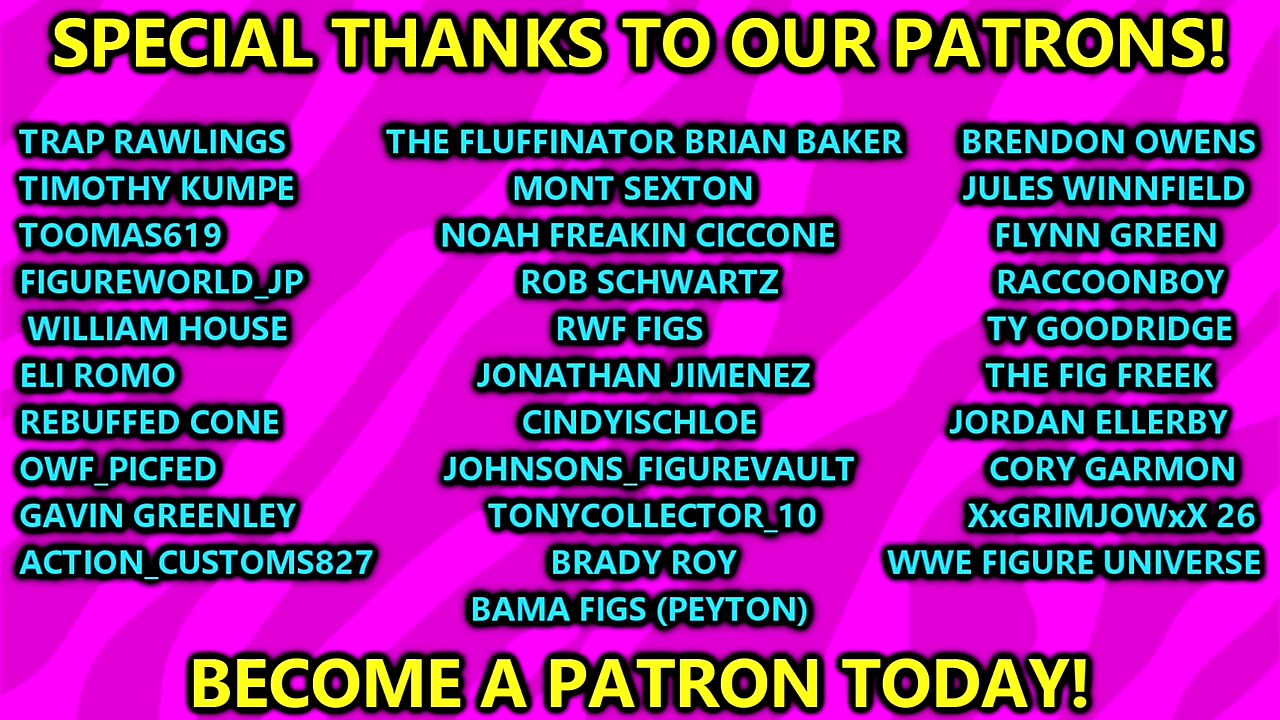 SPECIAL THANKS TO OUR PATRONS!
TRAP RAWLINGS
TIMOTHY KUMPE
TOOMAS619
FIGUREWORLD_JP
WILLIAM HOUSE
ELI ROMO
REBUFFED CONE
OWF_PICFED
GAVIN GREENLEY
ACTION_CUSTOMS827
THE FLUFFINATOR BRIAN BAKER
MONT SEXTON
NOAH FREAKIN CICCONE
ROB SCHWARTZ
RWF FIGS
JONATHAN JIMENEZ
CINDYISCHLOE
JOHNSONS_FIGUREVAULT
TONYCOLLECTOR_10
BRADY ROY
BAMA FIGS (PEYTON)
BRENDON OWENS
JULES WINNFIELD
FLYNN GREEN
RACCOONBOY
TY GOODRIDGE
THE FIG FREEK
JORDAN ELLERBY
CORY GARMON
XxGRIMJOWxX 26
WWE FIGURE UNIVERSE
BECOME A PATRON TODAY!